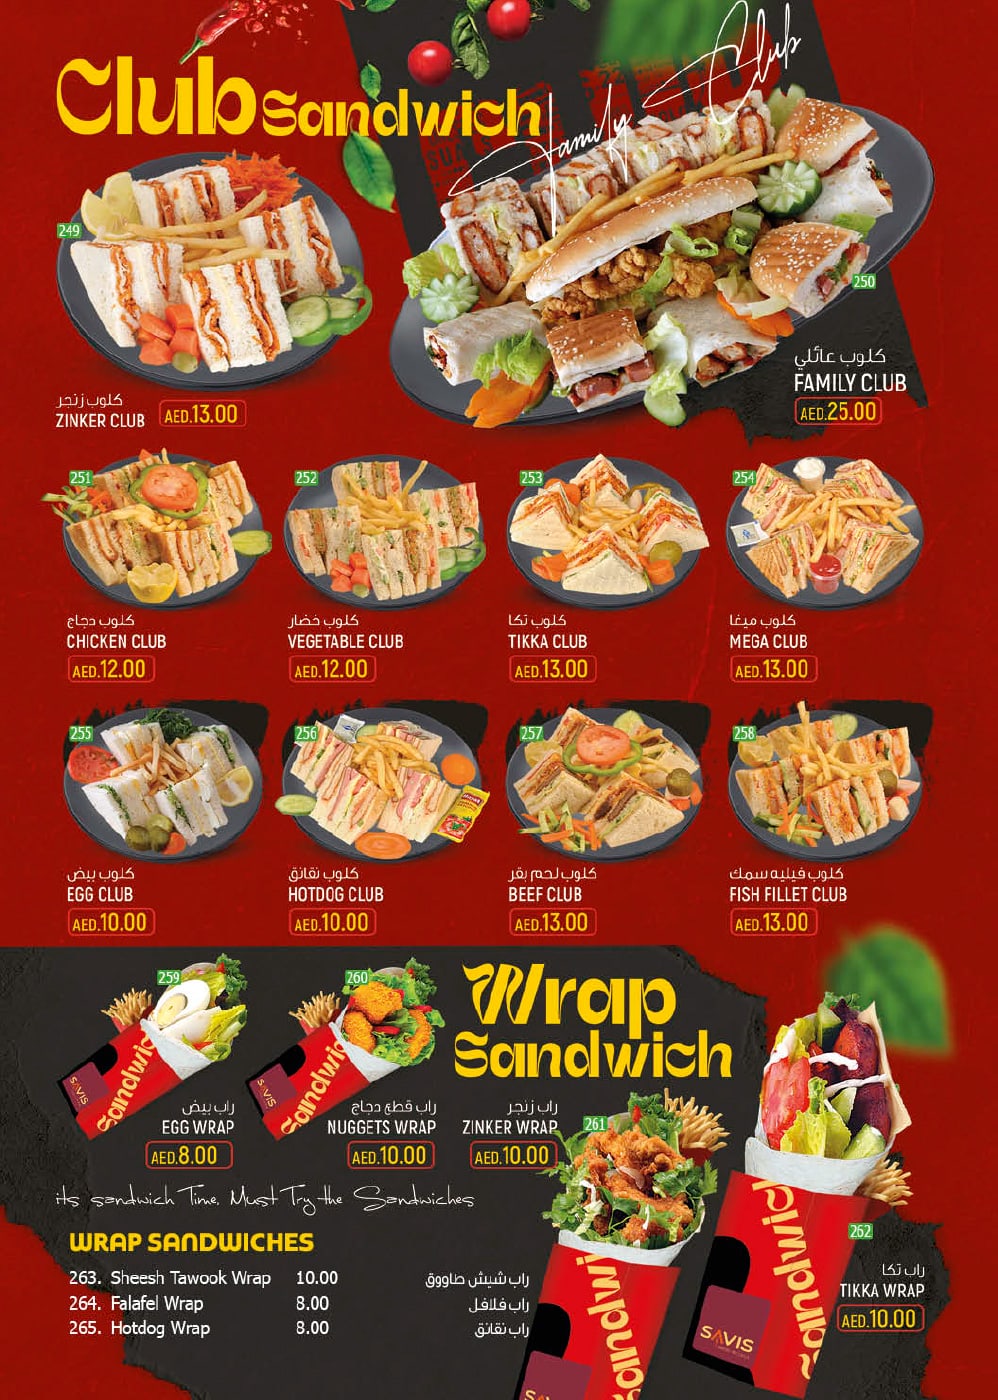 Club Sandwich
Family Club
249
كلوب زنجر
ZINKER CLUB AED.13.00
250
كلوب عائلي
FAMILY CLUB
AED.25.00
251
كلوب دجاج
CHICKEN CLUB
AED.12.00
252
كلوب خضار
VEGETABLE CLUB
AED.12.00
253
كلوب تكا
TIKKA CLUB
AED.13.00
254
كلوب ميغا
MEGA CLUB
AED.13.00
255
كلوب بيض
EGG CLUB
AED.10.00
256
كلوب نقانق
HOTDOG CLUB
AED.10.00
257
كلوب لحم بقر
BEEF CLUB
AED.13.00
258
كلوب فيليه سمك
FISH FILLET CLUB
AED.13.00
Wrap
Sandwich
259
Sandwic
SAVIS
راب بيض
EGG WRAP
AED.8.00
260
Sandwic
SAVIS
راب قطع دجاج
NUGGETS WRAP
AED.10.00
راب زنجر
ZINKER WRAP
AED.10.00
261
Sandwi
SAVIS
262
Sandwic
SAVIS
راب تكا
TIKKA WRAP
AED.10.00
its sandwich Time, Must Try the Sandwiches
WRAP SANDWICHES
263. Sheesh Tawook Wrap 10.00 راب شيش طاووق
264. Falafel Wrap 8.00 راب فلافل
265. Hotdog Wrap 8.00 راب نقانق